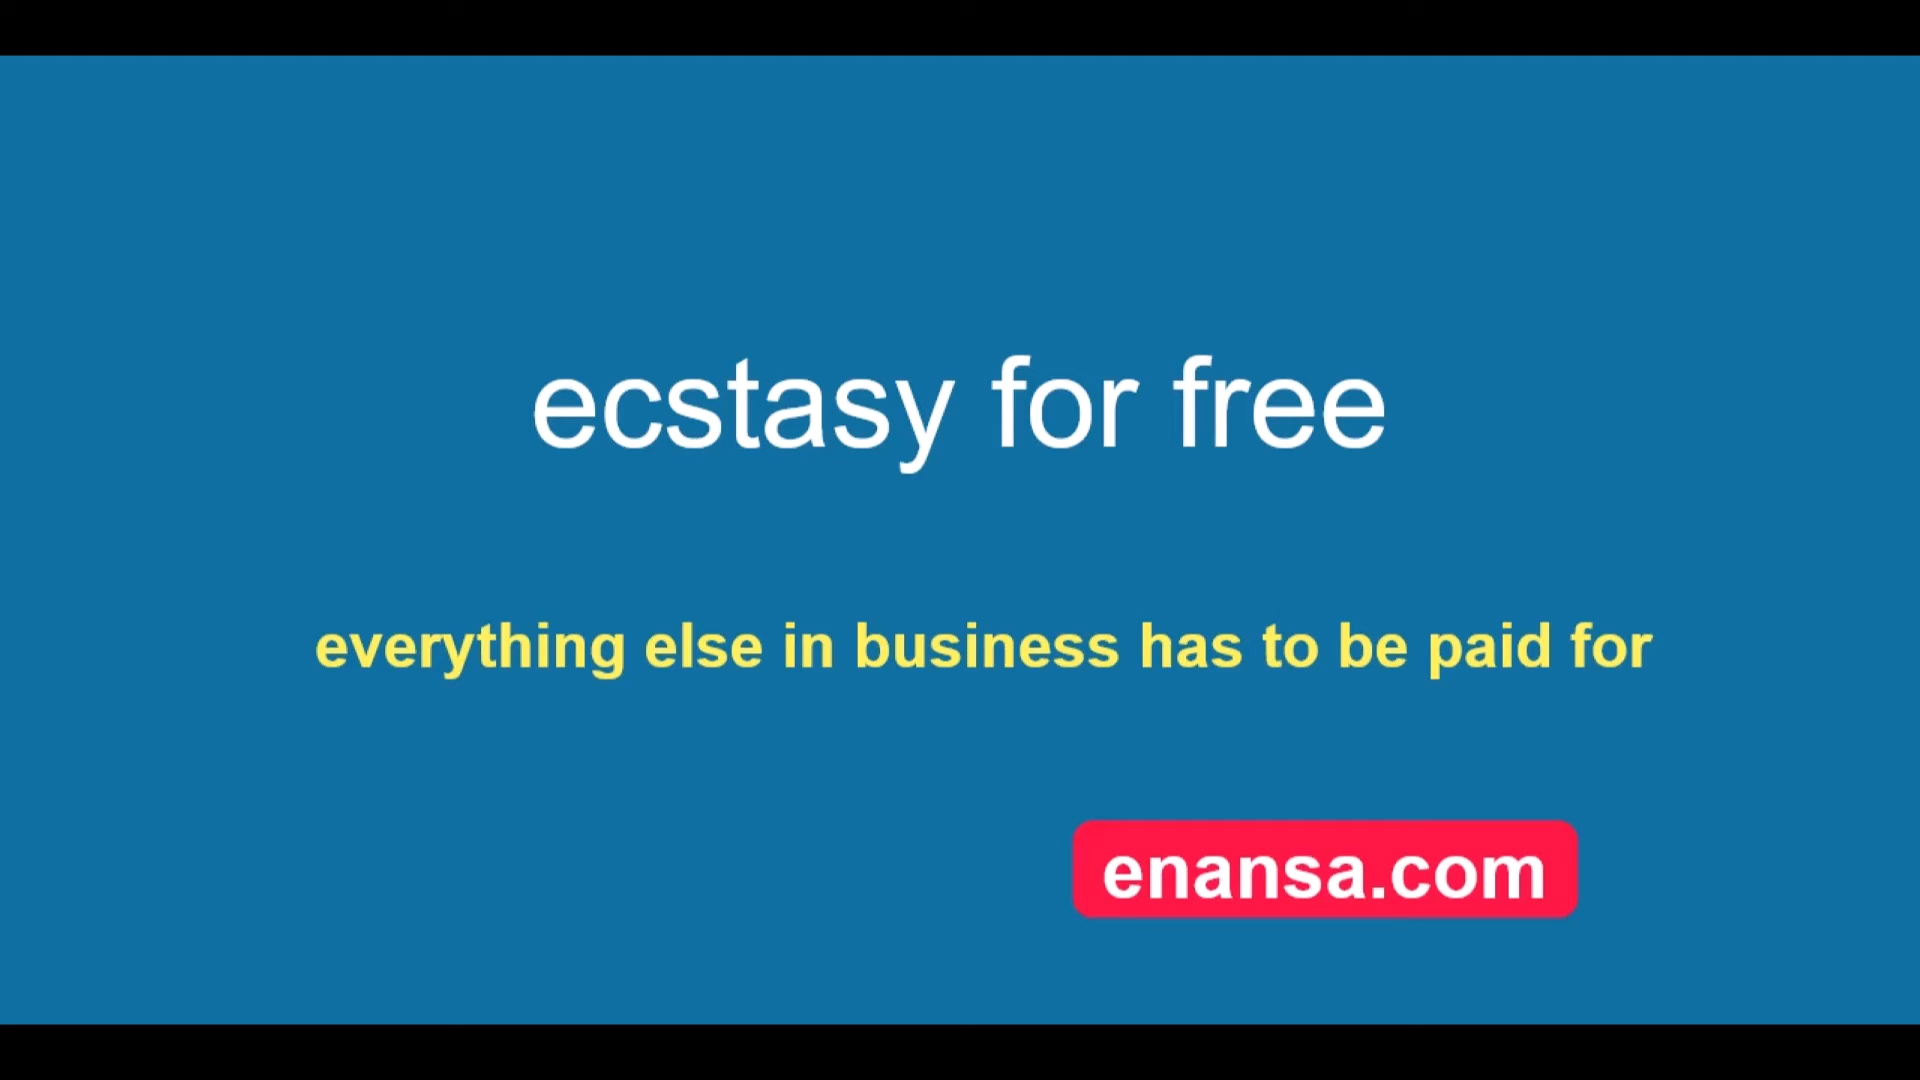 ecstasy for free
everything else in business has to be paid for
enansa.com